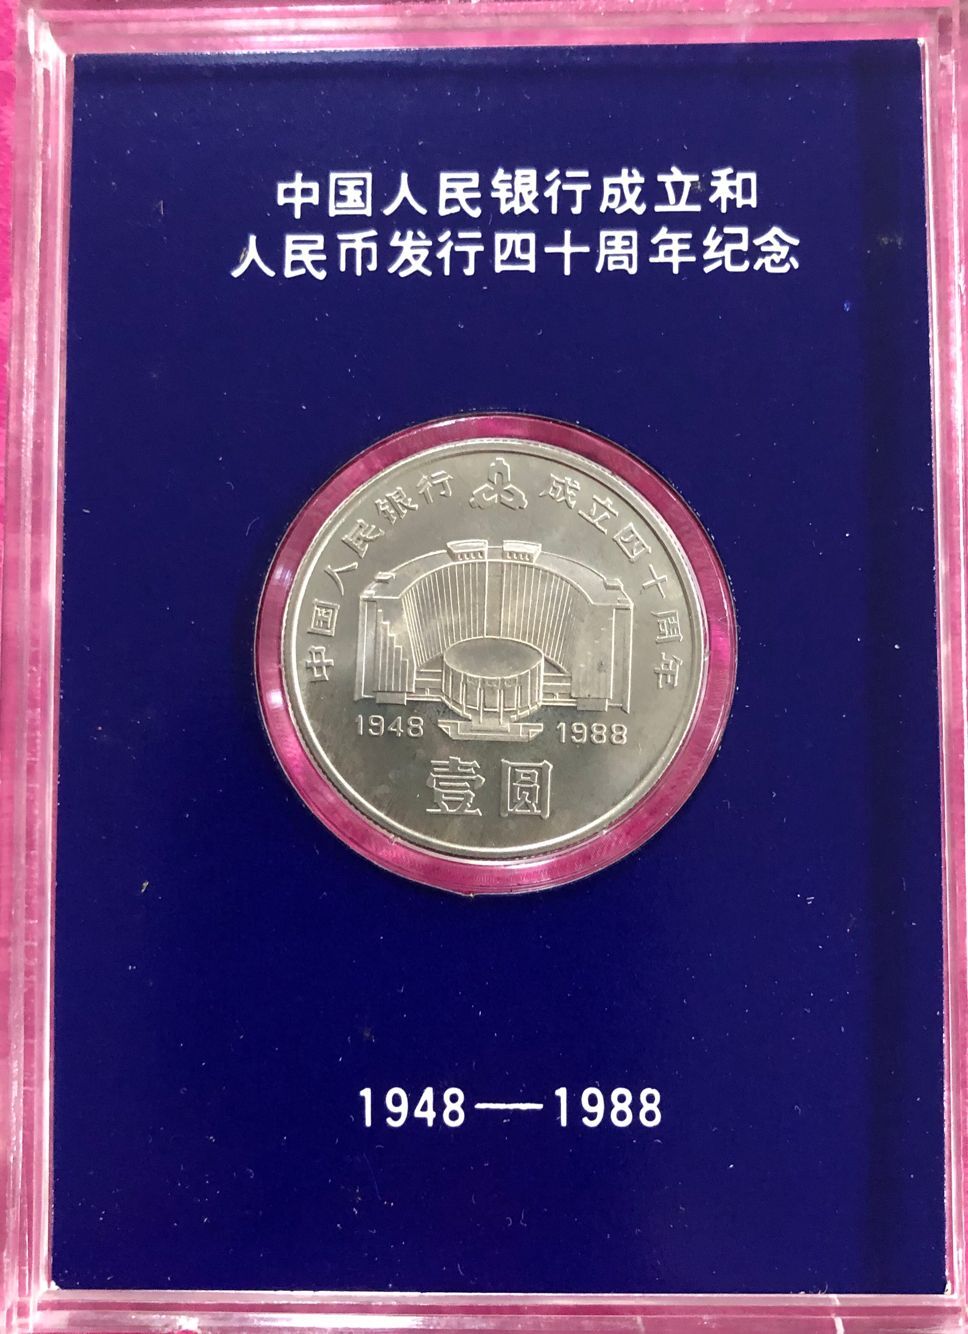 中国人民银行成立和
人民币发行四十周年纪念
中国人民银行 成立四十周年
1948 1988
壹圆
1948—1988